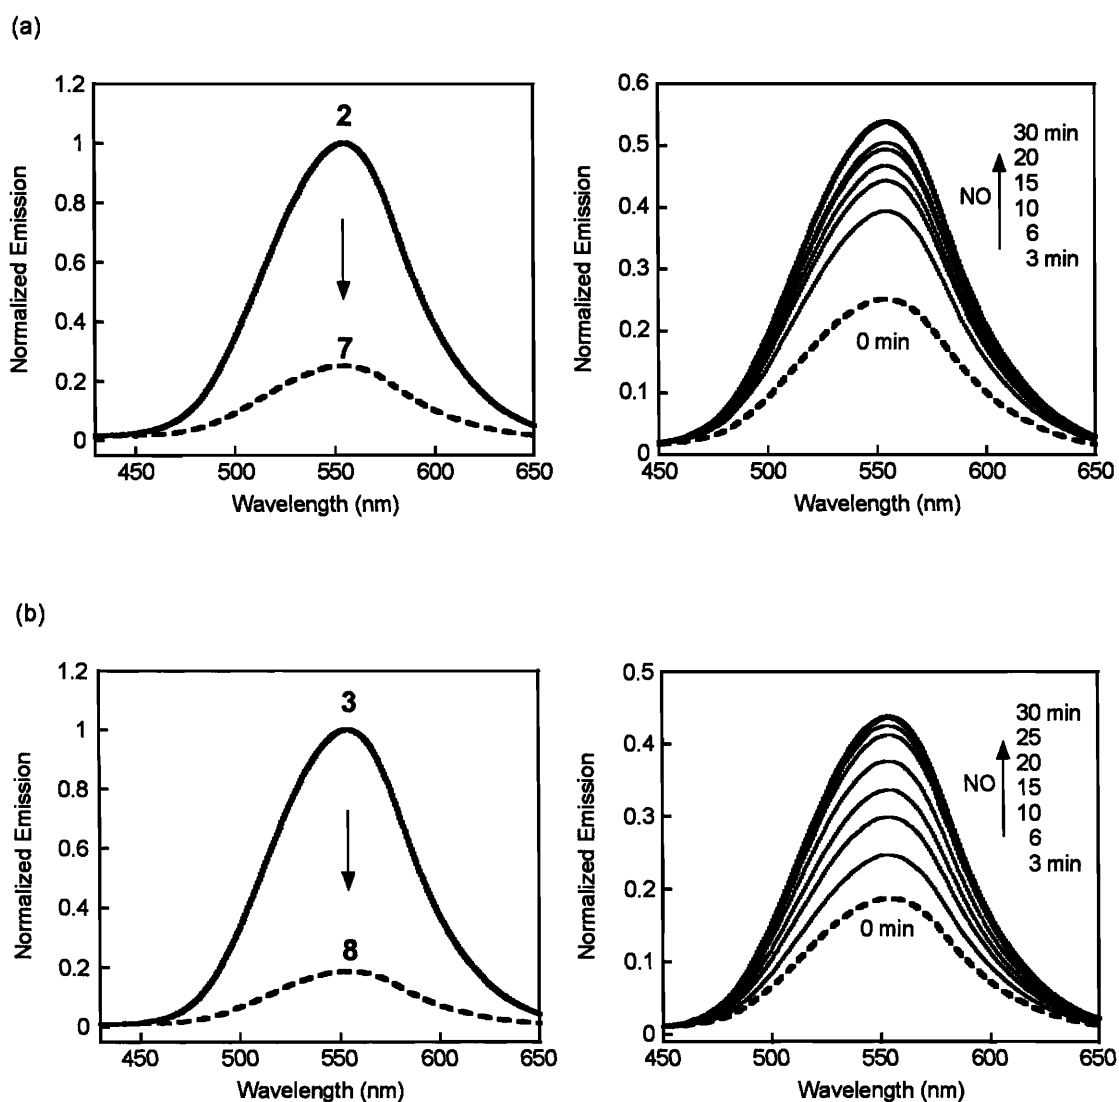 (a)
1.2
1
0.8
0.6
0.4
0.2
0
Normalized Emission
2
7
450 500 550 600 650
Wavelength (nm)
0.6
0.5
0.4
0.3
0.2
0.1
0
Normalized Emission
NO
30 min
20
15
10
6
3 min
0 min
450 500 550 600 650
Wavelength (nm)
(b)
1.2
1
0.8
0.6
0.4
0.2
0
Normalized Emission
3
8
450 500 550 600 650
Wavelength (nm)
0.5
0.4
0.3
0.2
0.1
0
Normalized Emission
NO
30 min
25
20
15
10
6
3 min
0 min
450 500 550 600 650
Wavelength (nm)